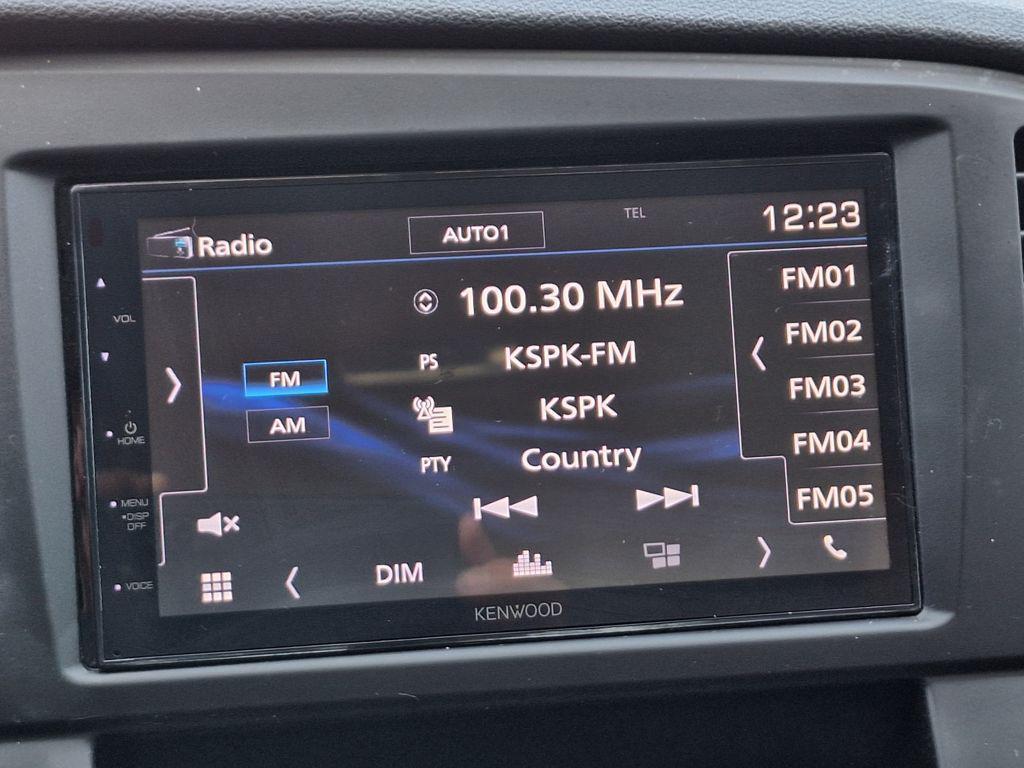 Radio
AUTO1
TEL
12:23
VOL
100.30 MHz
FM01
PS
KSPK-FM
FM02
FM
KSPK
FM03
AM
HOME
PTY
Country
FM04
MENU
•DISP
OFF
FM05
VOICE
DIM
KENWOOD